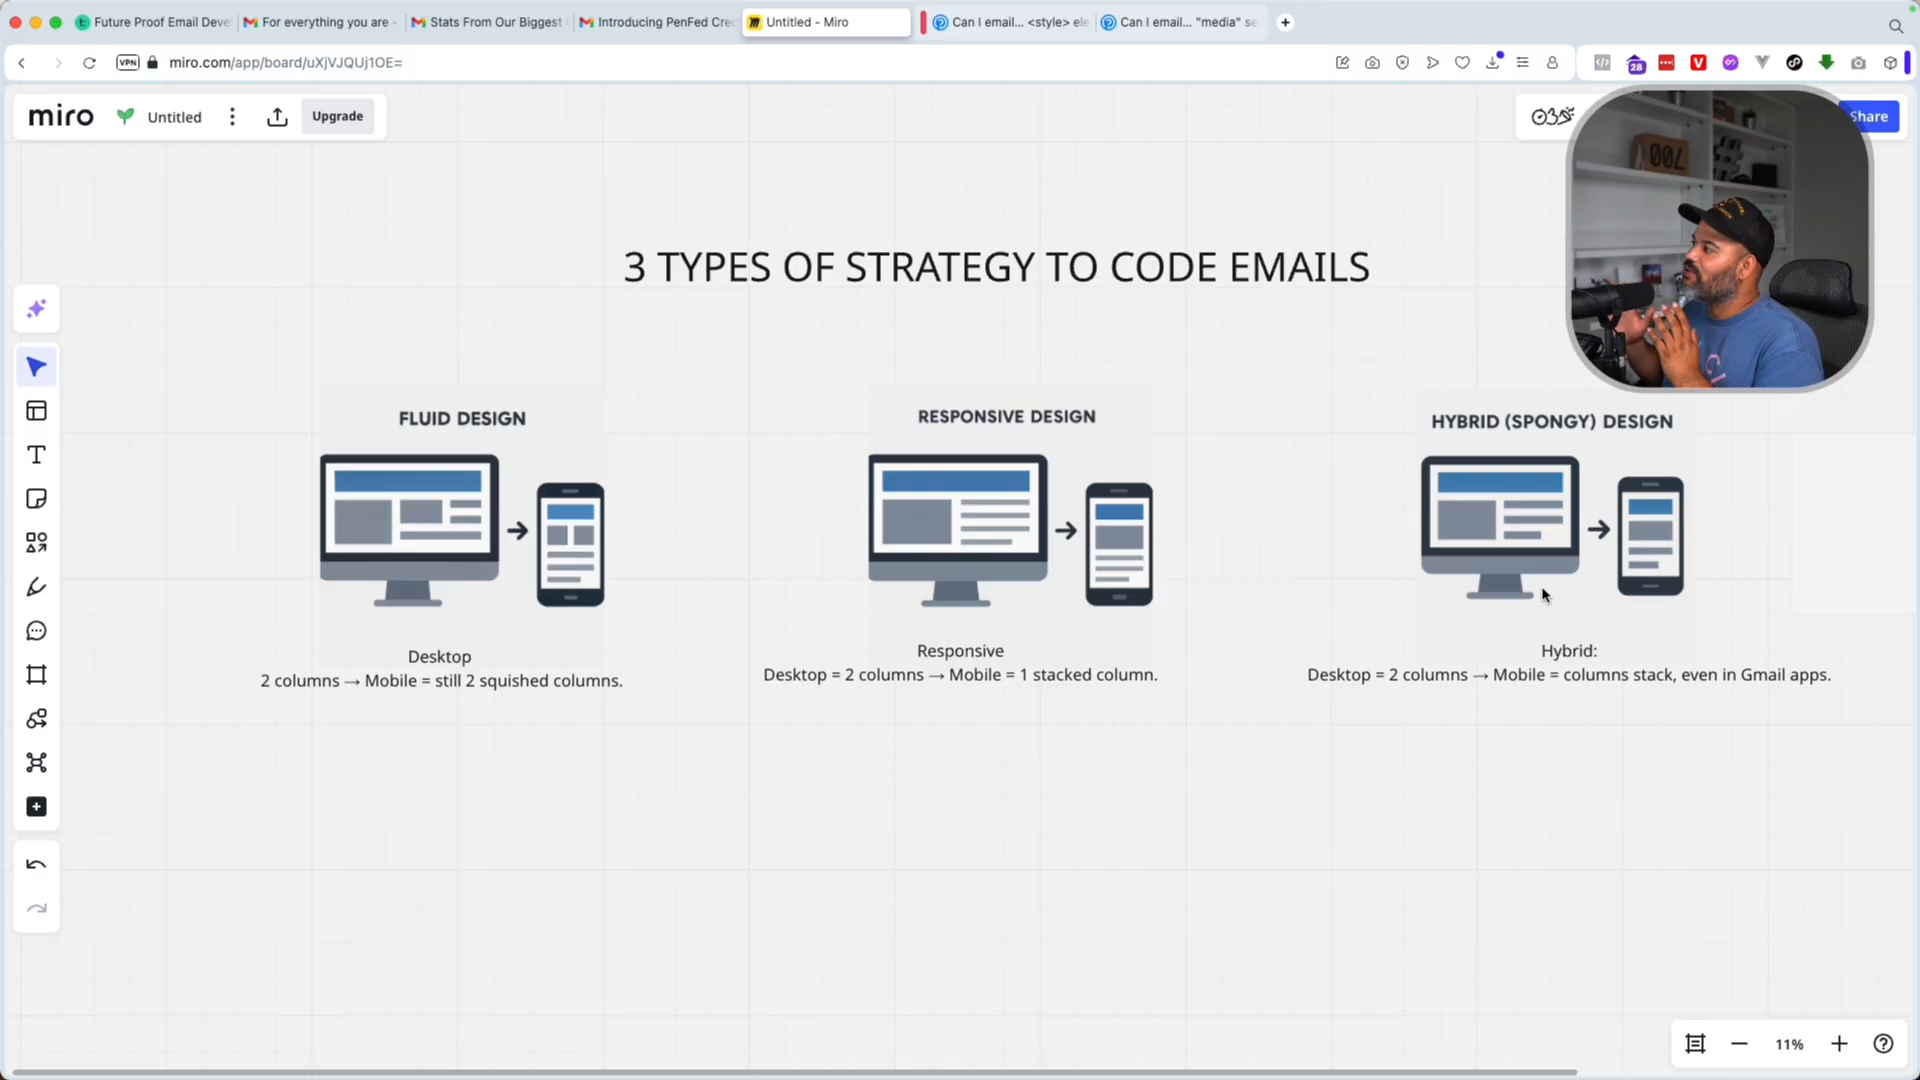 Future Proof Email Deve
For everything you are -
Stats From Our Biggest
Introducing PenFed Cre
Untitled - Miro
Can I email... <style> ele
Can I email... "media" se
VPN
miro.com/app/board/uXjVJQUj1OE=
28
miro
Untitled
Upgrade
Share
3 TYPES OF STRATEGY TO CODE EMAILS
FLUID DESIGN
RESPONSIVE DESIGN
HYBRID (SPONGY) DESIGN
Desktop
2 columns → Mobile = still 2 squished columns.
Responsive
Desktop = 2 columns → Mobile = 1 stacked column.
Hybrid:
Desktop = 2 columns → Mobile = columns stack, even in Gmail apps.
11%